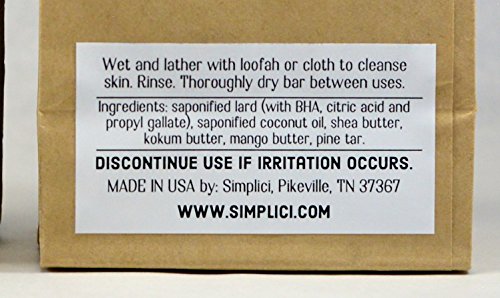 Wet and lather with loofah or cloth to cleanse
skin. Rinse. Thoroughly dry bar between uses.
Ingredients: saponified lard (with BHA, citric acid and
propyl gallate), saponified coconut oil, shea butter,
kokum butter, mango butter, pine tar.
DISCONTINUE USE IF IRRITATION OCCURS.
MADE IN USA by: Simplici, Pikeville, TN 37367
WWW.SIMPLICI.COM